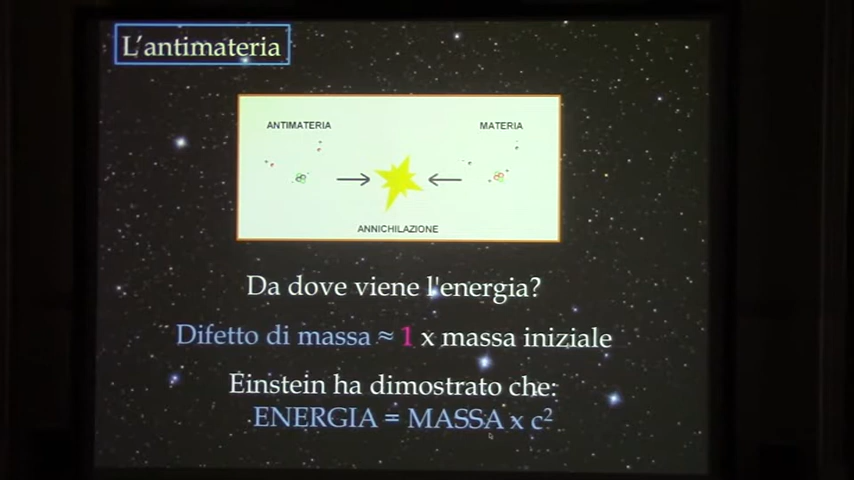 L'antimateria
ANTIMATERIA
MATERIA
ANNICHILAZIONE
Da dove viene l'energia?
Difetto di massa ≈ 1 x massa iniziale
Einstein ha dimostrato che:
ENERGIA = MASSA x c²